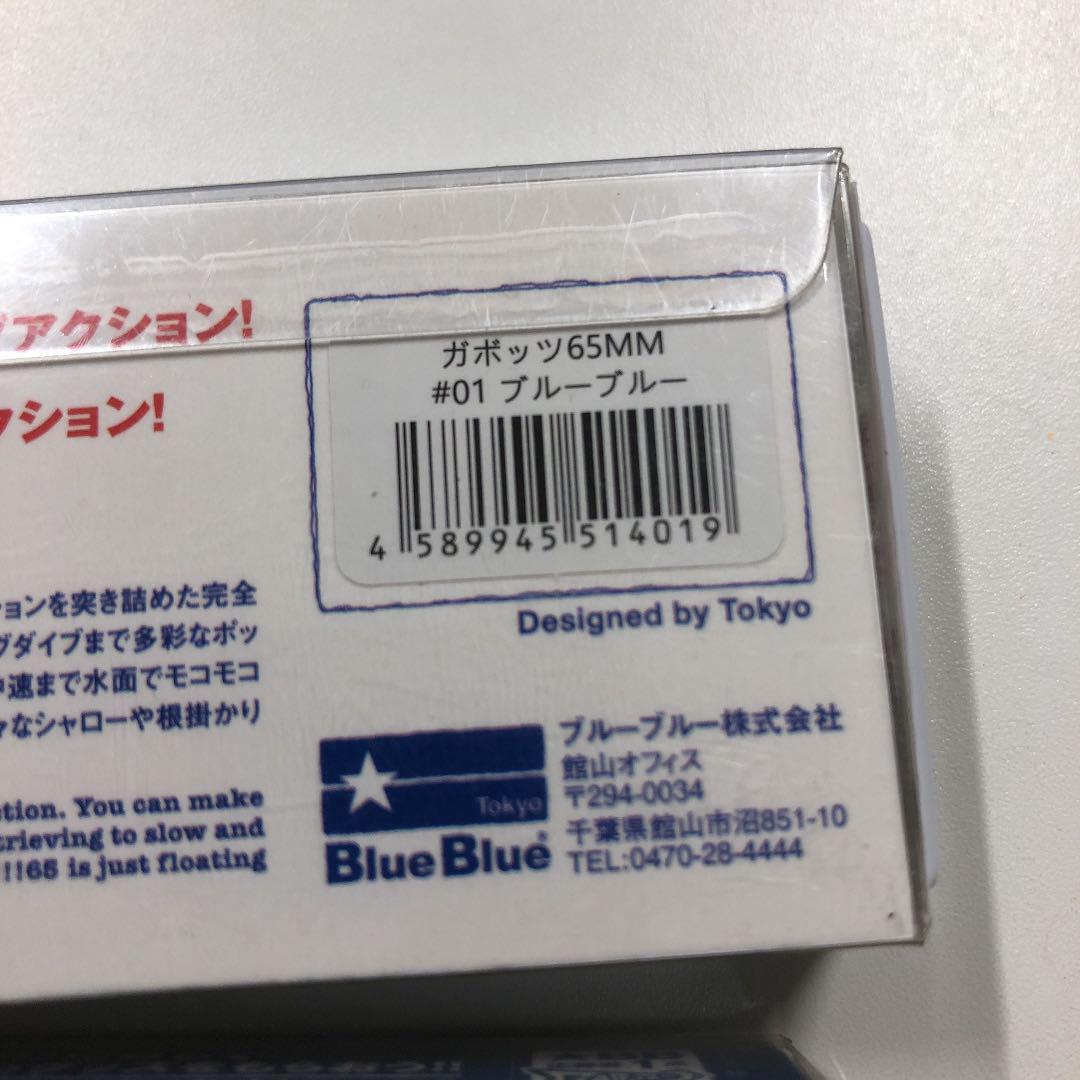 アクション!
クション!
ガボッツ65MM
#01 ブルーブルー
4 589945 514019
Designed by Tokyo
ションを突き詰めた完全
グダイブまで多彩なポッ
中速まで水面でモコモコ
なシャローや根掛かり
ction. You can make
trieving to slow and
!!65 is just floating
Tokyo
BlueBlue®
ブルーブルー株式会社
館山オフィス
〒294-0034
千葉県館山市沼851-10
TEL:0470-28-4444